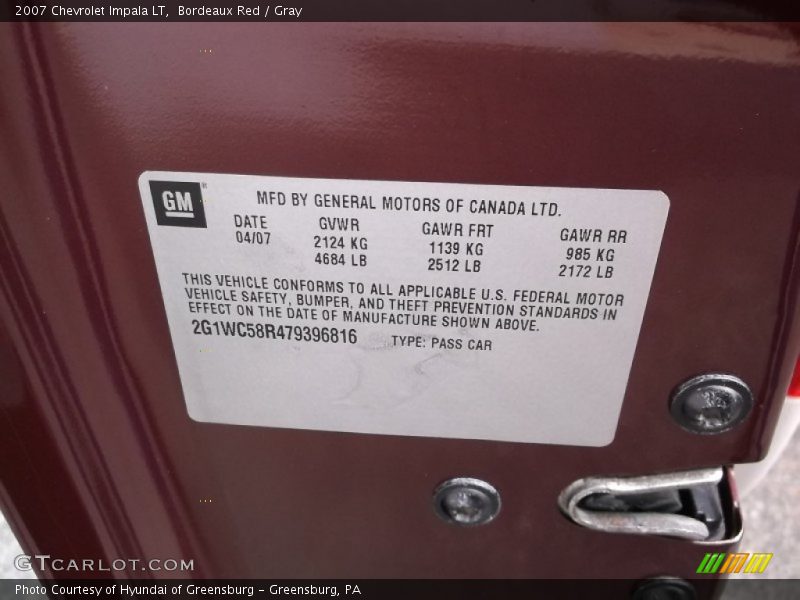 2007 Chevrolet Impala LT,  Bordeaux Red / Gray
GM
MFD BY GENERAL MOTORS OF CANADA LTD.
DATE GVWR GAWR FRT GAWR RR
04/07 2124 KG 1139 KG 985 KG
4684 LB 2512 LB 2172 LB
THIS VEHICLE CONFORMS TO ALL APPLICABLE U.S. FEDERAL MOTOR
VEHICLE SAFETY, BUMPER, AND THEFT PREVENTION STANDARDS IN
EFFECT ON THE DATE OF MANUFACTURE SHOWN ABOVE.
2G1WC58R479396816 TYPE: PASS CAR
GTCARLOT.COM
Photo Courtesy of Hyundai of Greensburg – Greensburg, PA